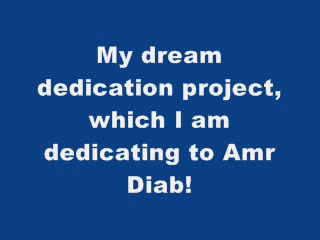 My dream
dedication project,
which I am
dedicating to Amr
Diab!